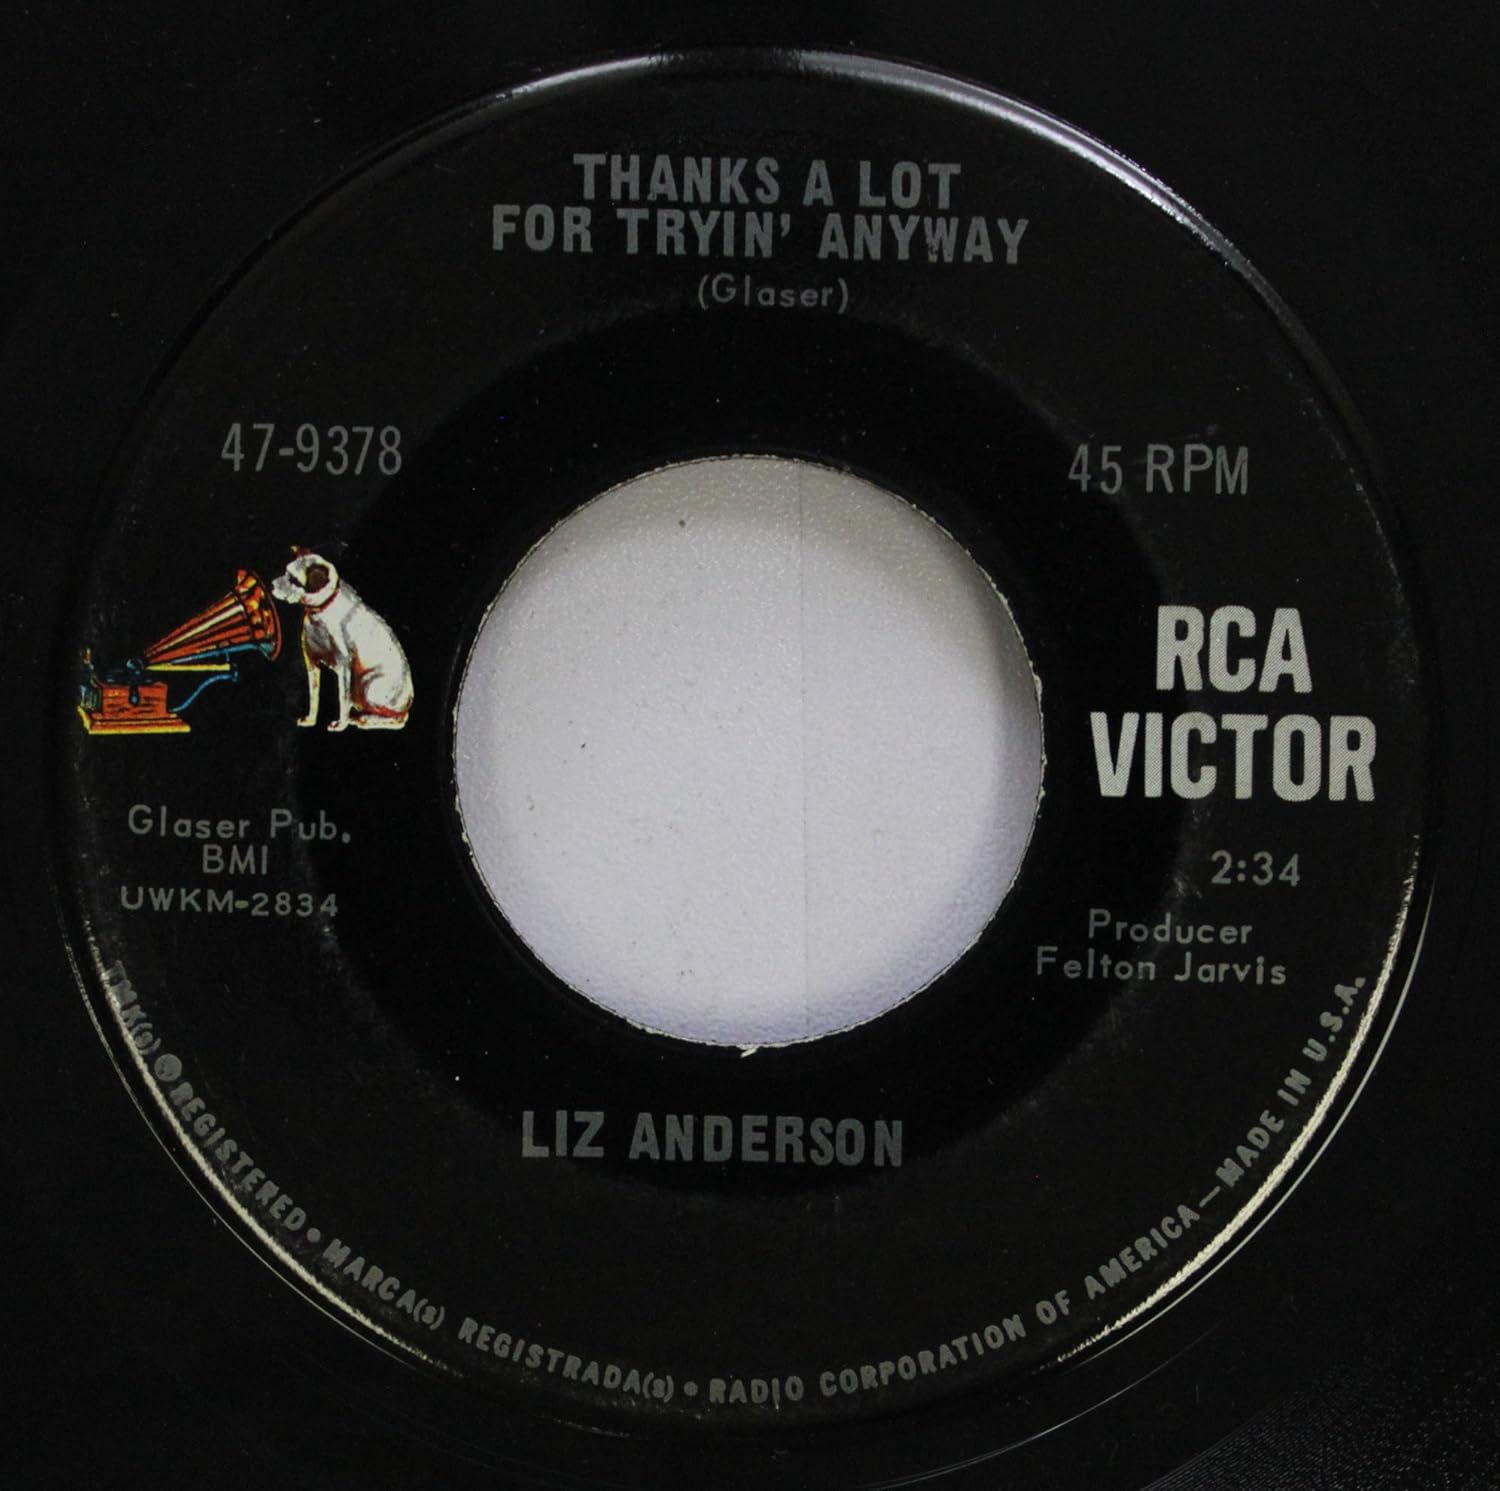 THANKS A LOT
FOR TRYIN' ANYWAY
(Glaser)
47-9378
45 RPM
RCA
VICTOR
Glaser Pub.
BMI
UWKM-2834
2:34
Producer
Felton Jarvis
LIZ ANDERSON
TMK(s) ® REGISTERED • MARCA(s) REGISTRADA(s) • RADIO CORPORATION OF AMERICA—MADE IN U.S.A.